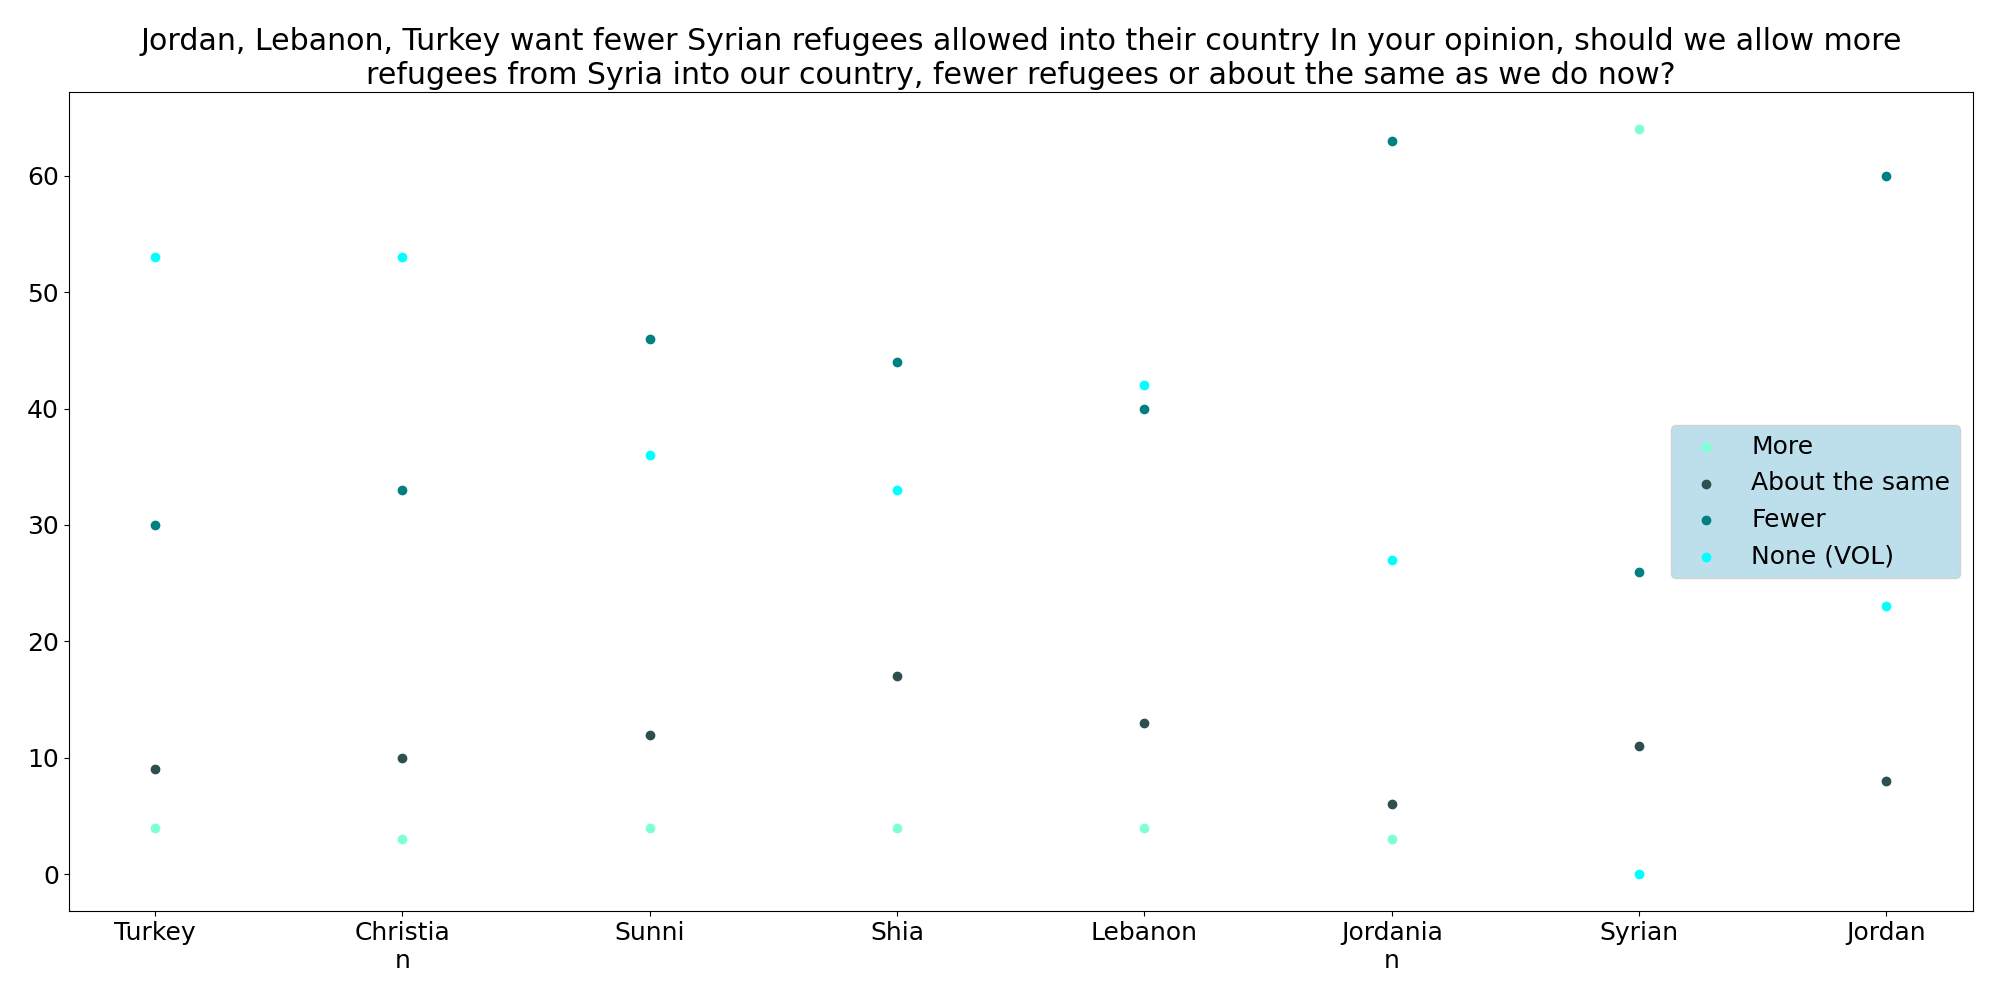 Jordan, Lebanon, Turkey want fewer Syrian refugees allowed into their country In your opinion, should we allow more
refugees from Syria into our country, fewer refugees or about the same as we do now?
60
50
40
30
20
10
0
More
About the same
Fewer
None (VOL)
Turkey
Christia
n
Sunni
Shia
Lebanon
Jordania
n
Syrian
Jordan